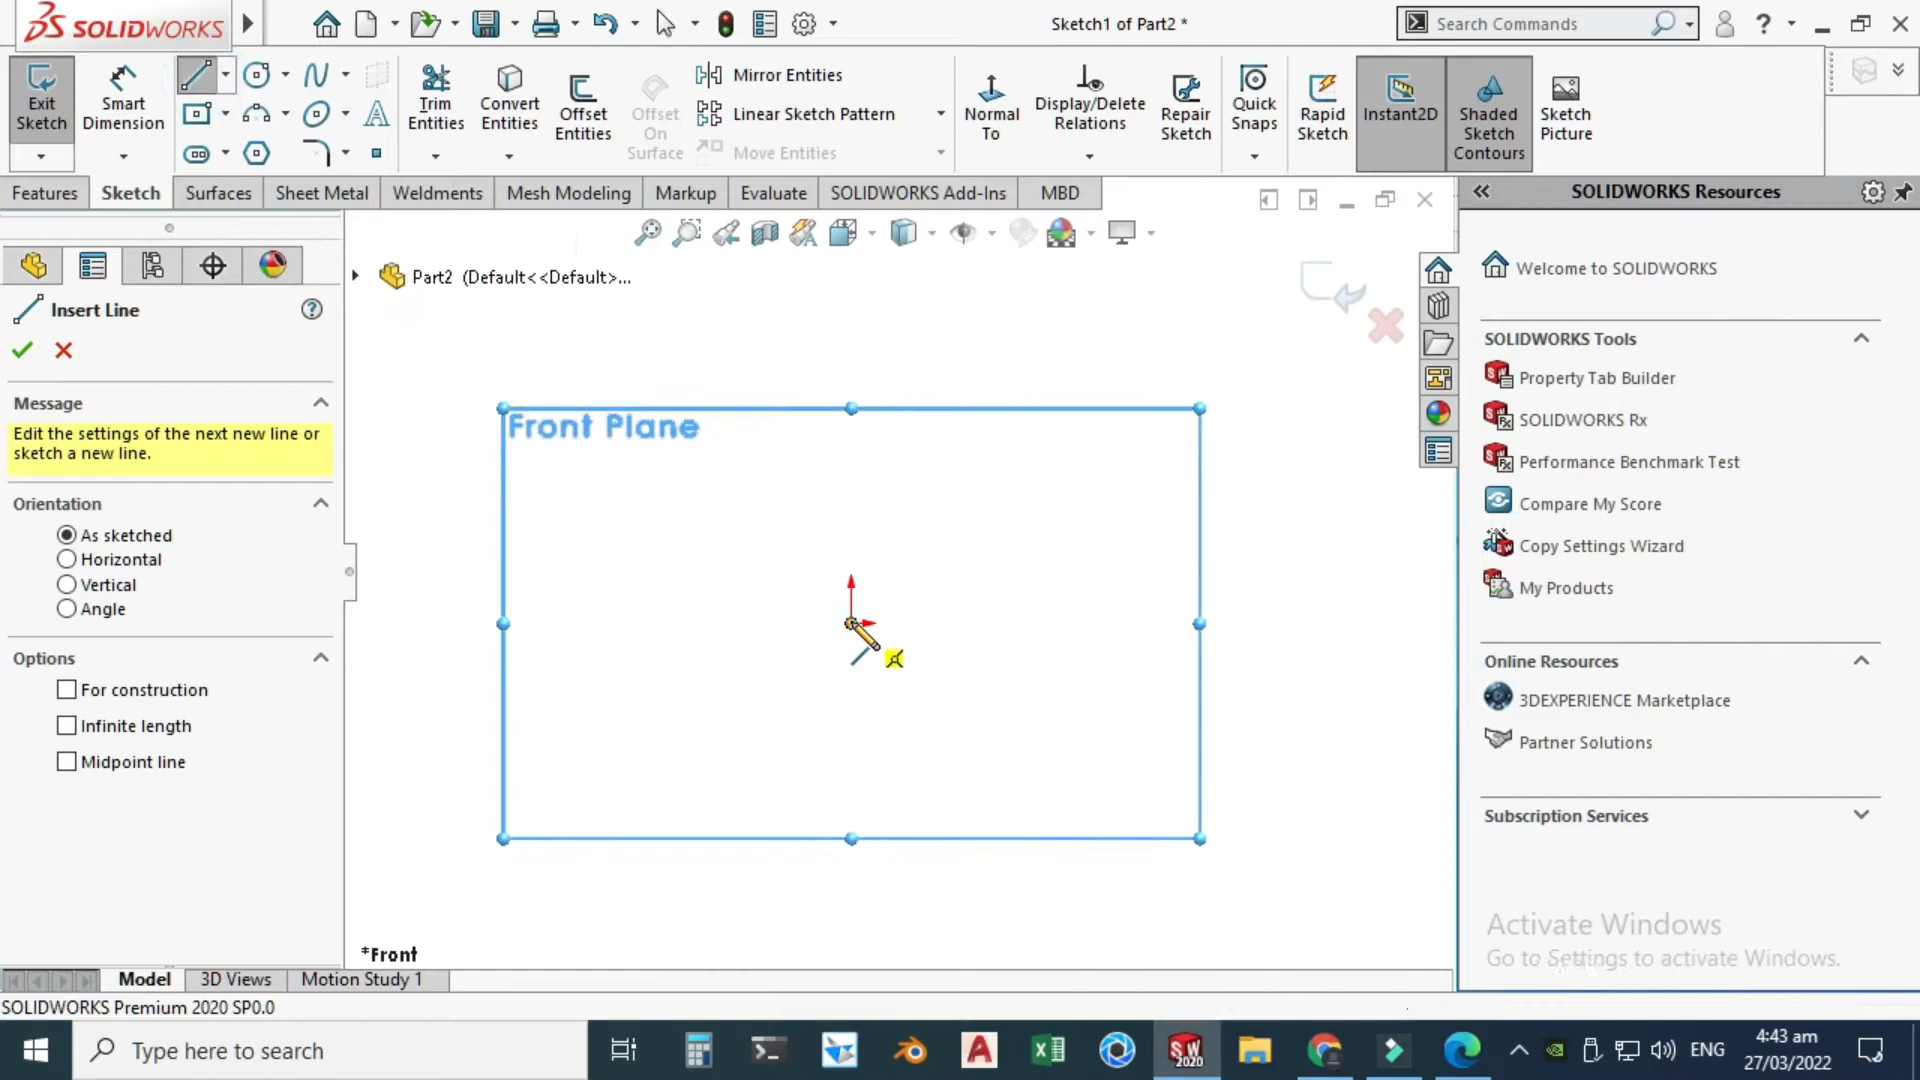 SOLIDWORKS
Sketch1 of Part2 *
Search Commands
Exit
Sketch
Smart
Dimension
Trim
Entities
Convert
Entities
Offset
Entities
Offset
On
Surface
Mirror Entities
Linear Sketch Pattern
Move Entities
Normal
To
Display/Delete
Relations
Repair
Sketch
Quick
Snaps
Rapid
Sketch
Instant2D
Shaded
Sketch
Contours
Sketch
Picture
Features
Sketch
Surfaces
Sheet Metal
Weldments
Mesh Modeling
Markup
Evaluate
SOLIDWORKS Add-Ins
MBD
SOLIDWORKS Resources
Part2 (Default<<Default>...
Insert Line
Message
Edit the settings of the next new line or
sketch a new line.
Orientation
As sketched
Horizontal
Vertical
Angle
Options
For construction
Infinite length
Midpoint line
Front Plane
*Front
Welcome to SOLIDWORKS
SOLIDWORKS Tools
Property Tab Builder
SOLIDWORKS Rx
Performance Benchmark Test
Compare My Score
Copy Settings Wizard
My Products
Online Resources
3DEXPERIENCE Marketplace
Partner Solutions
Subscription Services
Activate Windows
Go to Settings to activate Windows.
Model
3D Views
Motion Study 1
SOLIDWORKS Premium 2020 SP0.0
Type here to search
SW
2020
ENG
4:43 am
27/03/2022